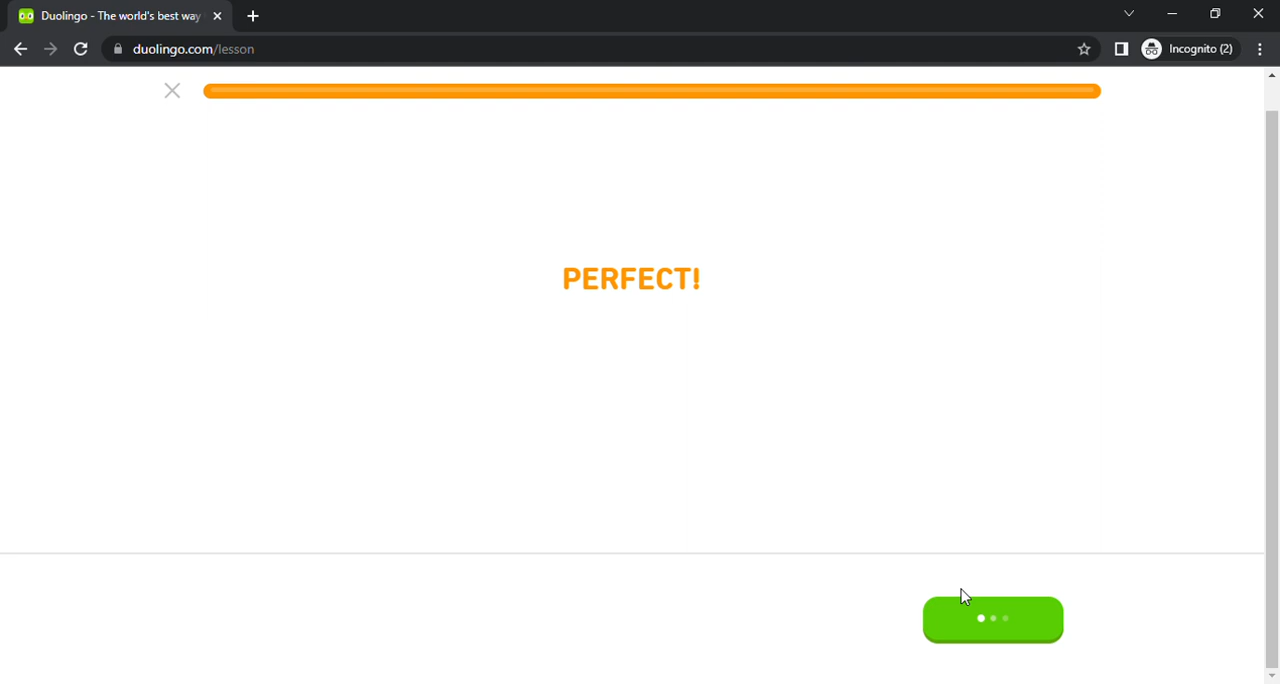 Duolingo - The world's best way
duolingo.com/lesson
Incognito (2)
PERFECT!